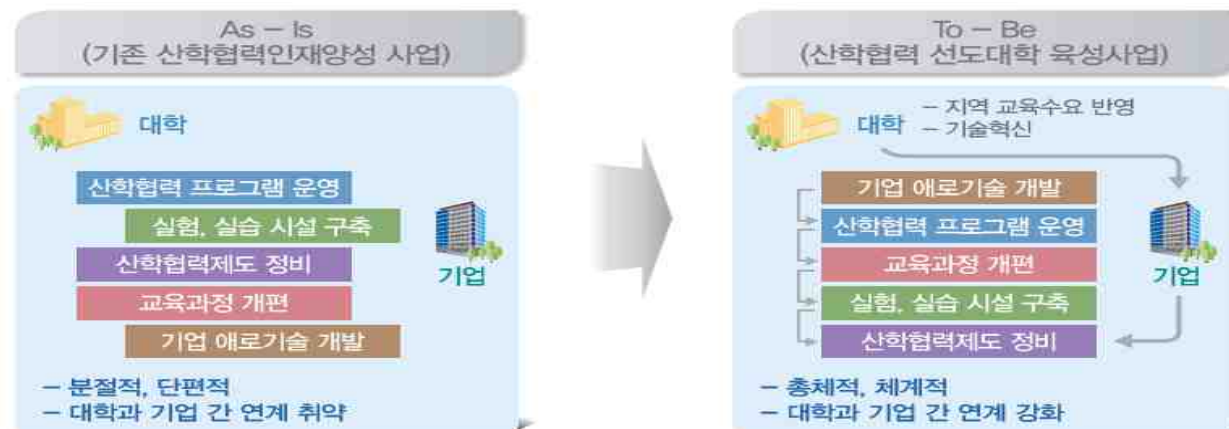 As – Is
(기존 산학협력인재양성 사업)
대학
산학협력 프로그램 운영
실험, 실습 시설 구축
산학협력제도 정비
교육과정 개편
기업 애로기술 개발
기업
– 분절적, 단편적
– 대학과 기업 간 연계 취약
To – Be
(산학협력 선도대학 육성사업)
대학
– 지역 교육수요 반영
– 기술혁신
기업 애로기술 개발
산학협력 프로그램 운영
교육과정 개편
실험, 실습 시설 구축
산학협력제도 정비
기업
– 총체적, 체계적
– 대학과 기업 간 연계 강화